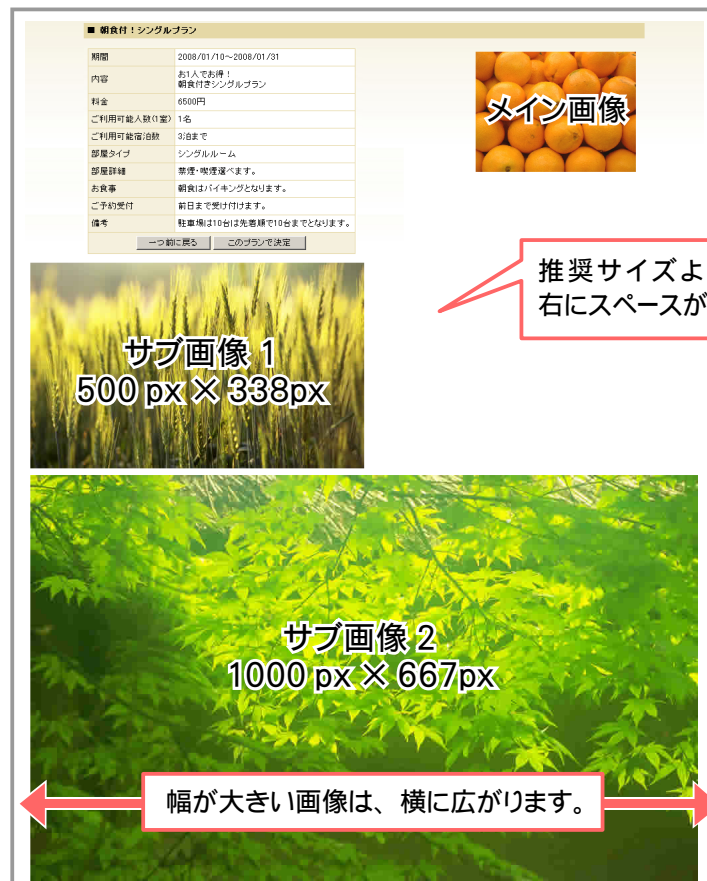 ■ 朝食付！シングルプラン
期間 2008/01/10～2008/01/31
内容 お1人でお得！
朝食付きシングルプラン
料金 6500円
ご利用可能人数(1室) 1名
ご利用可能宿泊数 3泊まで
部屋タイプ シングルルーム
部屋詳細 禁煙・喫煙選べます。
お食事 朝食はバイキングとなります。
ご予約受付 前日まで受け付けます。
備考 駐車場は10台は先着順で10台までとなります。
一つ前に戻る このプランで決定
メイン画像
推奨サイズよ
右にスペースが
サブ画像 1
500 px × 338px
サブ画像 2
1000 px × 667px
幅が大きい画像は、横に広がります。